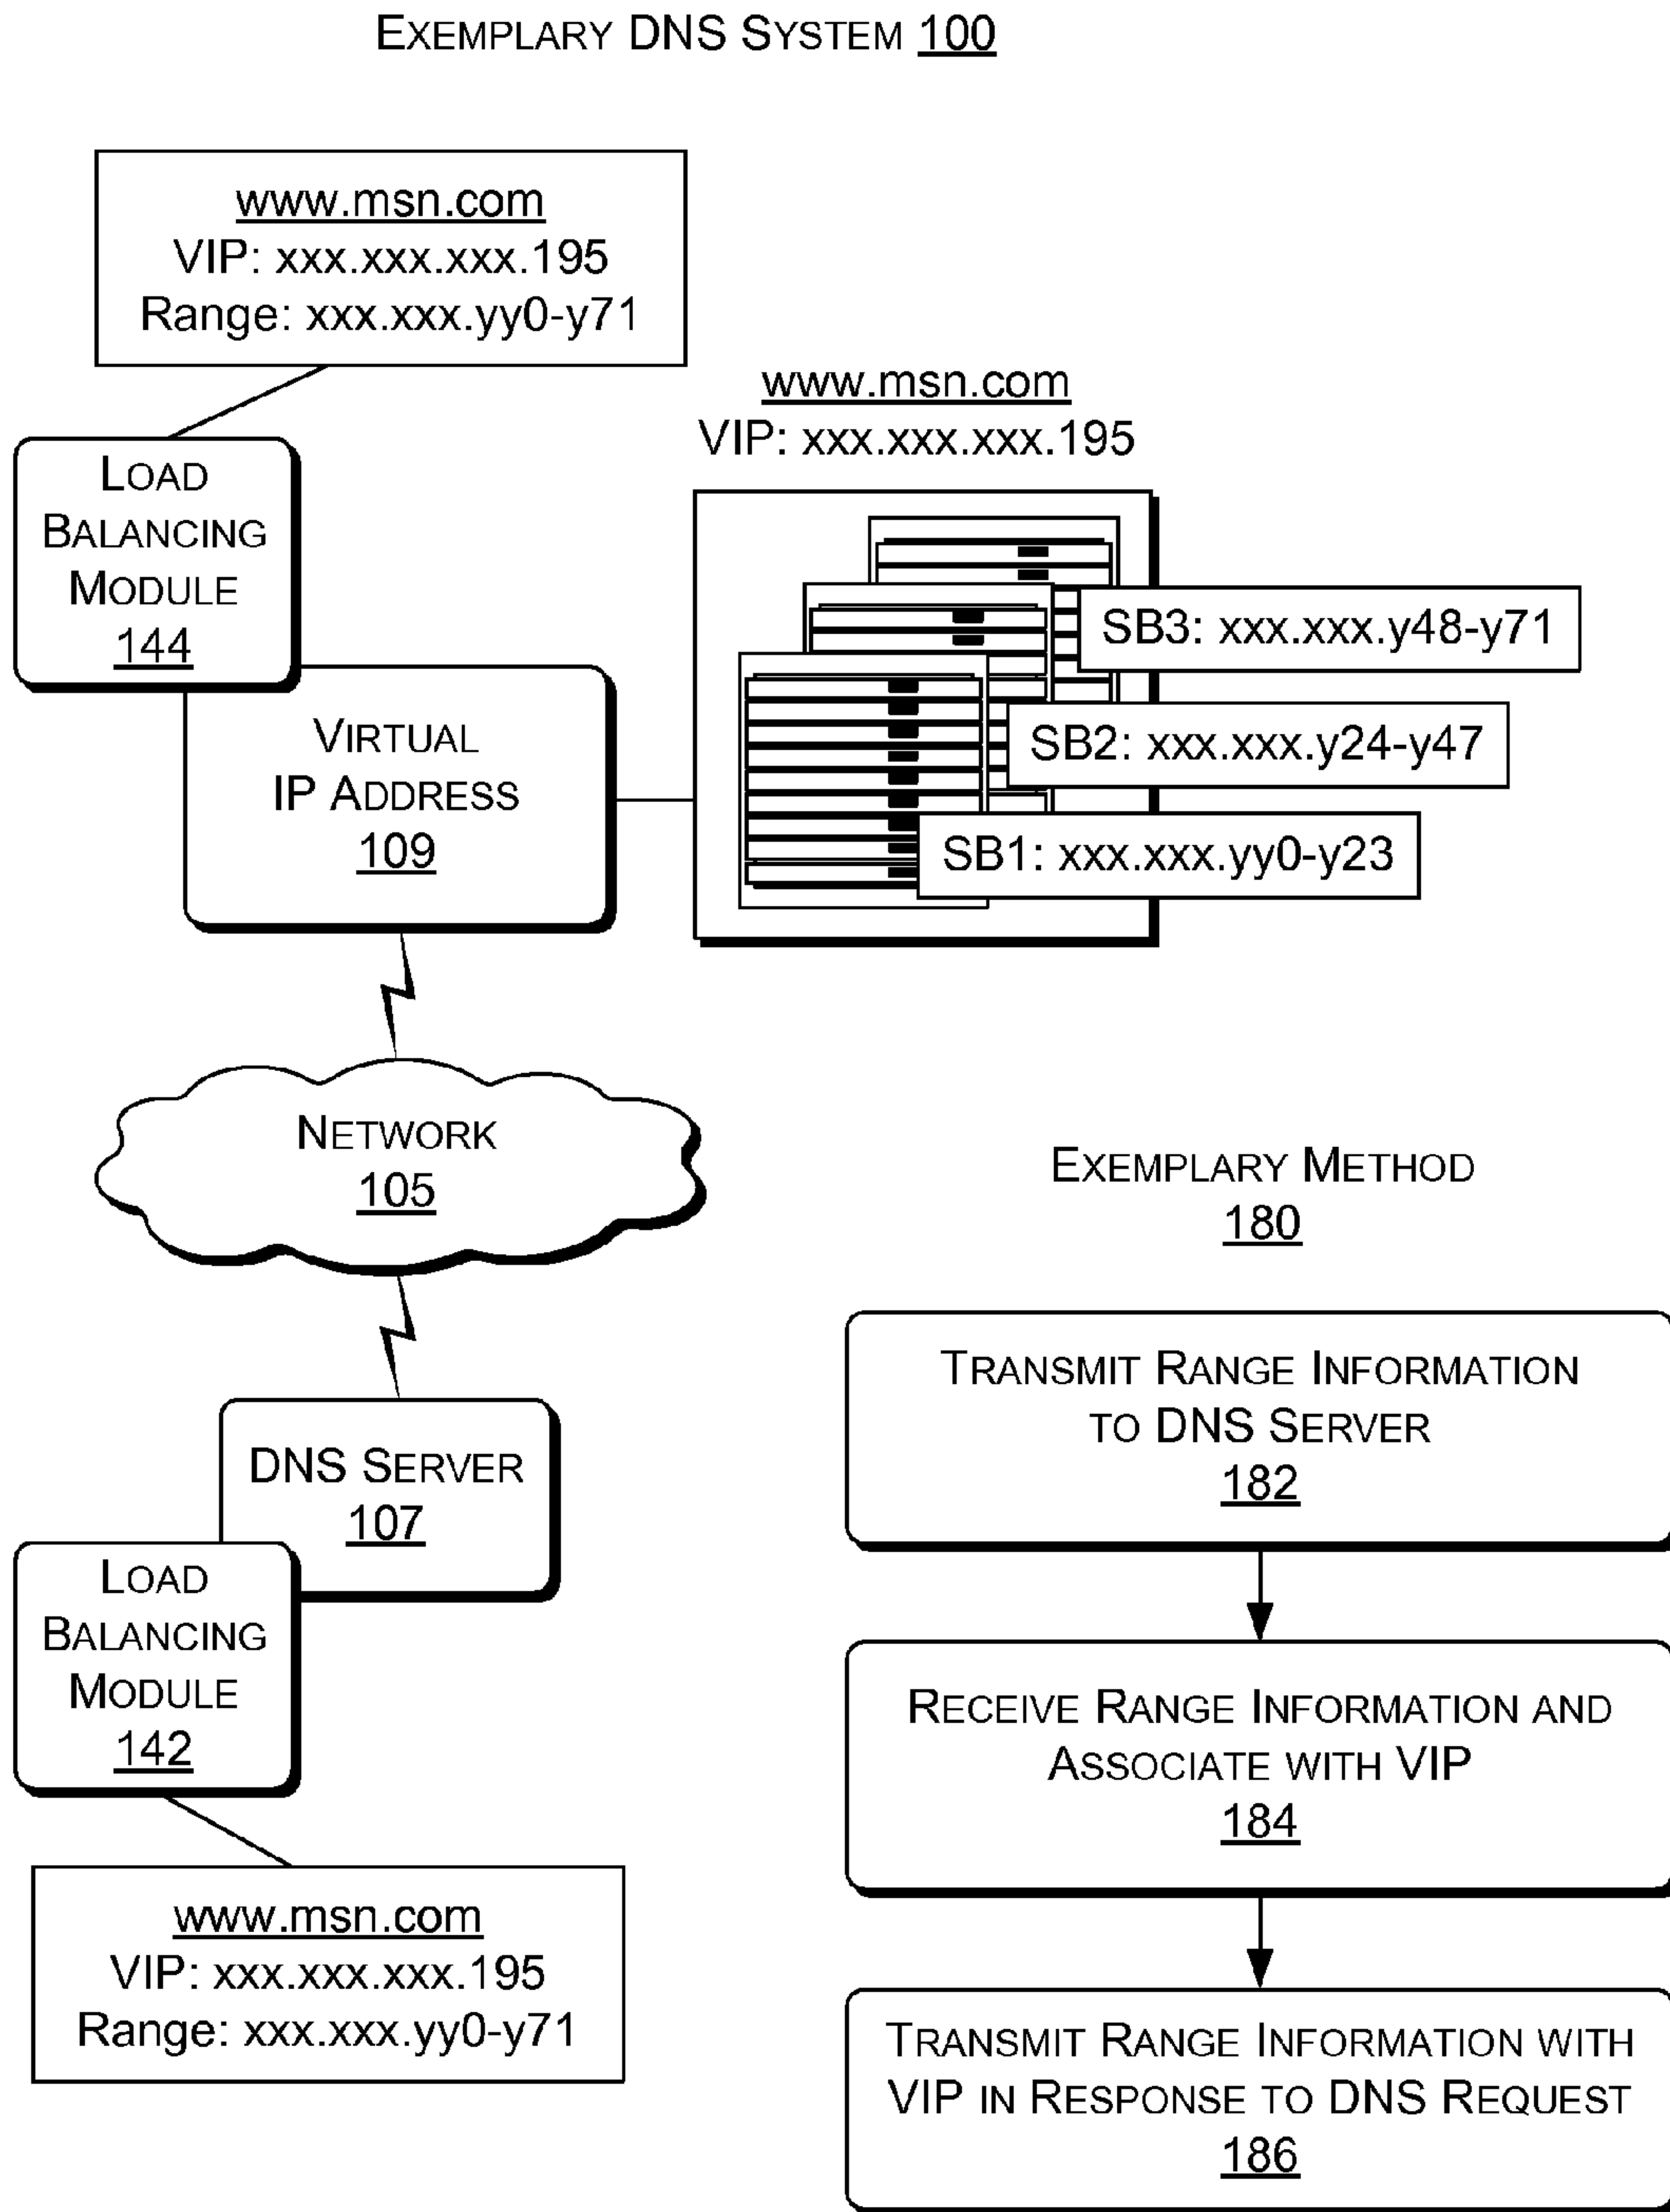 EXEMPLARY DNS SYSTEM 100
www.msn.com
VIP: xxx.xxx.xxx.195
Range: xxx.xxx.yy0-y71
LOAD
BALANCING
MODULE
144
www.msn.com
VIP: xxx.xxx.xxx.195
SB3: xxx.xxx.y48-y71
SB2: xxx.xxx.y24-y47
SB1: xxx.xxx.yy0-y23
VIRTUAL
IP ADDRESS
109
NETWORK
105
DNS SERVER
107
LOAD
BALANCING
MODULE
142
www.msn.com
VIP: xxx.xxx.xxx.195
Range: xxx.xxx.yy0-y71
EXEMPLARY METHOD
180
TRANSMIT RANGE INFORMATION
TO DNS SERVER
182
RECEIVE RANGE INFORMATION AND
ASSOCIATE WITH VIP
184
TRANSMIT RANGE INFORMATION WITH
VIP IN RESPONSE TO DNS REQUEST
186